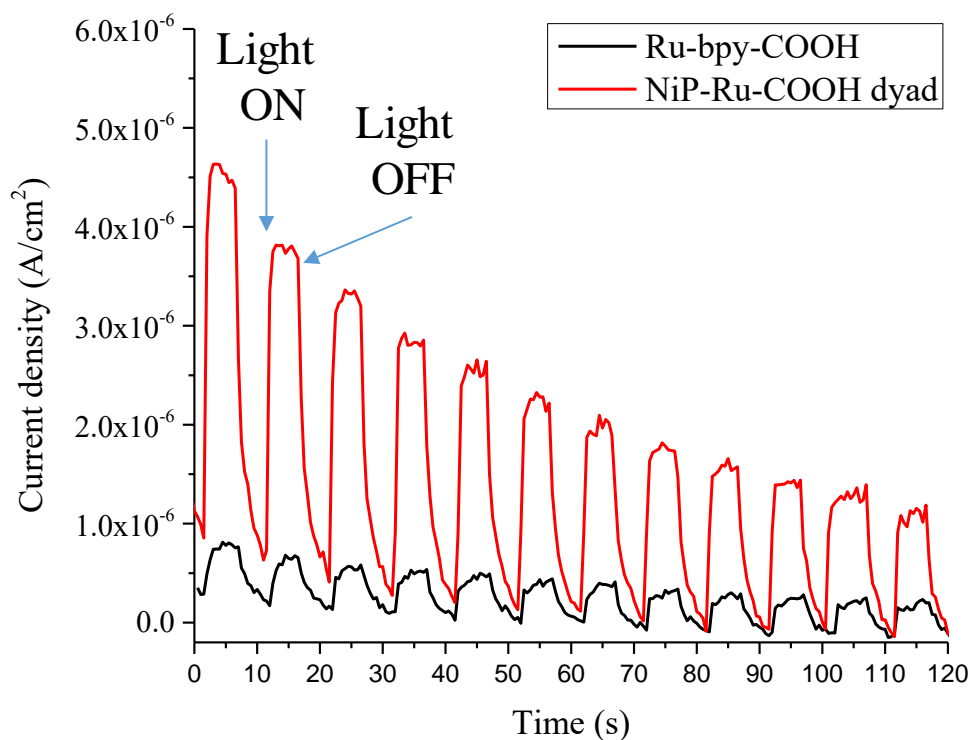 Light
ON
Light
OFF
Ru-bpy-COOH
NiP-Ru-COOH dyad
Current density (A/cm²)
6.0x10⁻⁶
5.0x10⁻⁶
4.0x10⁻⁶
3.0x10⁻⁶
2.0x10⁻⁶
1.0x10⁻⁶
0.0
0 10 20 30 40 50 60 70 80 90 100 110 120
Time (s)